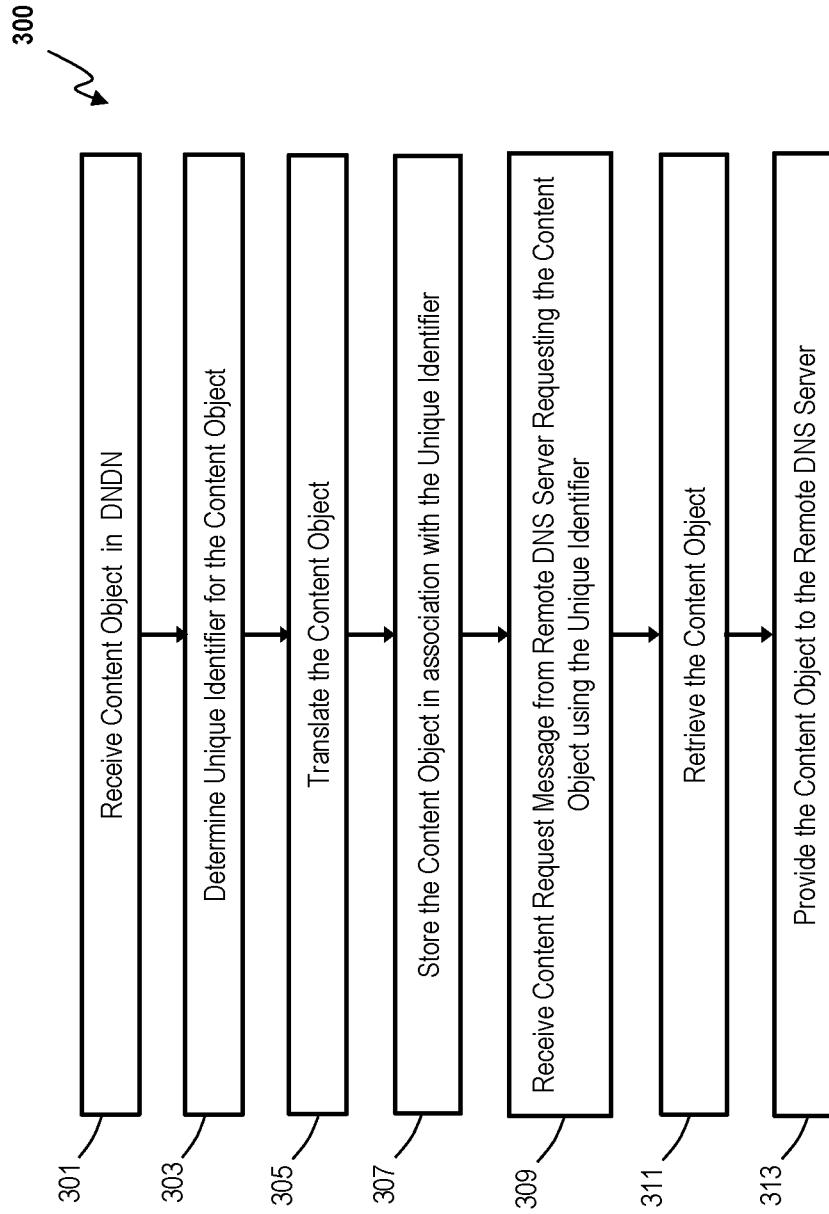 300
301
Receive Content Object in DNDN
303
Determine Unique Identifier for the Content Object
305
Translate the Content Object
307
Store the Content Object in association with the Unique Identifier
309
Receive Content Request Message from Remote DNS Server Requesting the Content
Object using the Unique Identifier
311
Retrieve the Content Object
313
Provide the Content Object to the Remote DNS Server